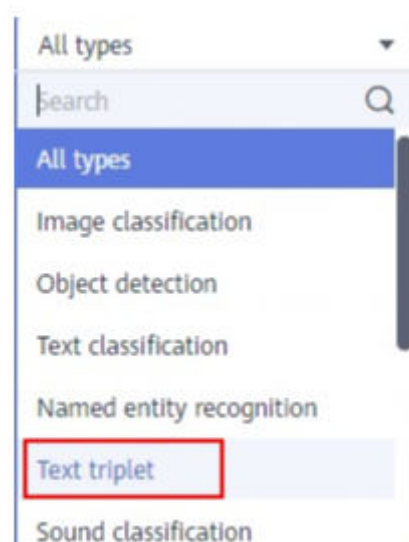 All types
Search
All types
Image classification
Object detection
Text classification
Named entity recognition
Text triplet
Sound classification